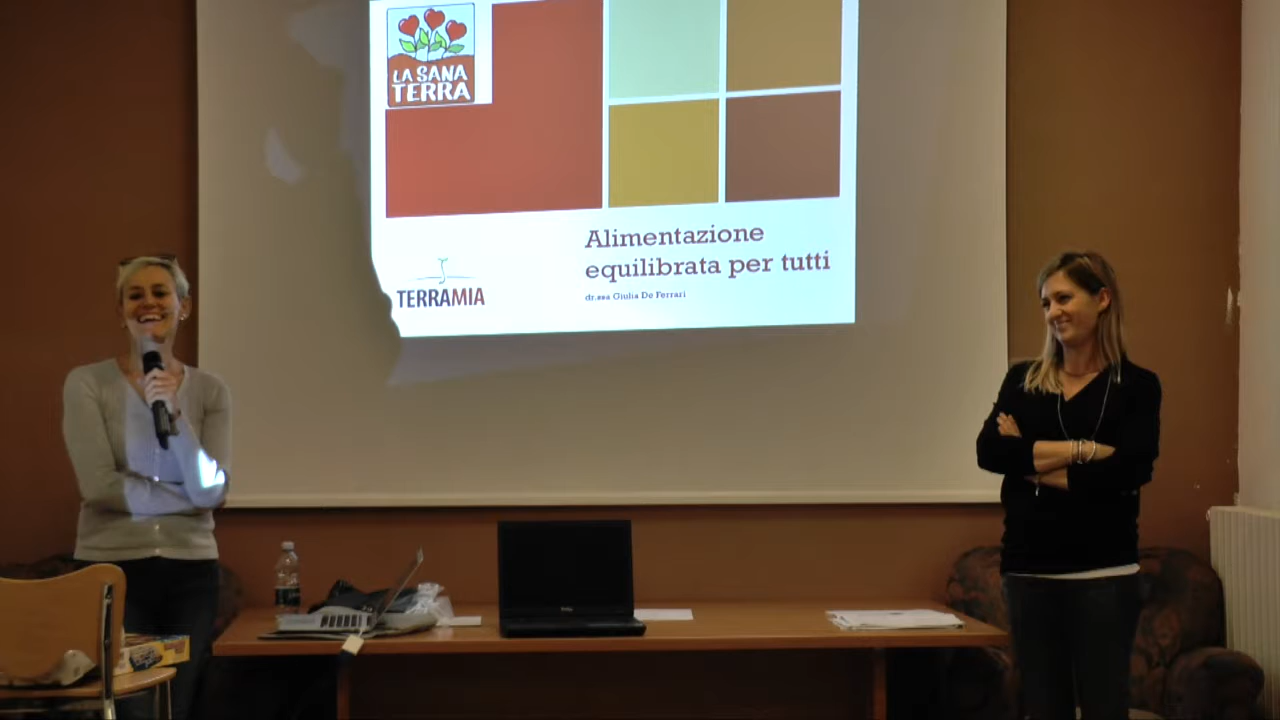 LA SANA
TERRA
Alimentazione
equilibrata per tutti
dr.ssa Giulia De Ferrari
TERRAMIA